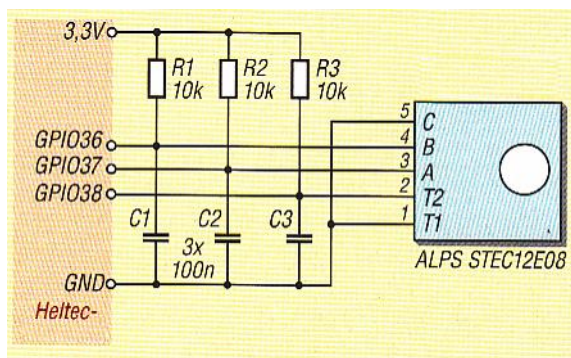 3,3V
R1
10k
R2
10k
R3
10k
GPIO36
GPIO37
GPIO38
C1
C2
C3
3x
100n
GND
Heltec-
5
C
4
B
3
A
2
T2
1
T1
ALPS STEC12E08